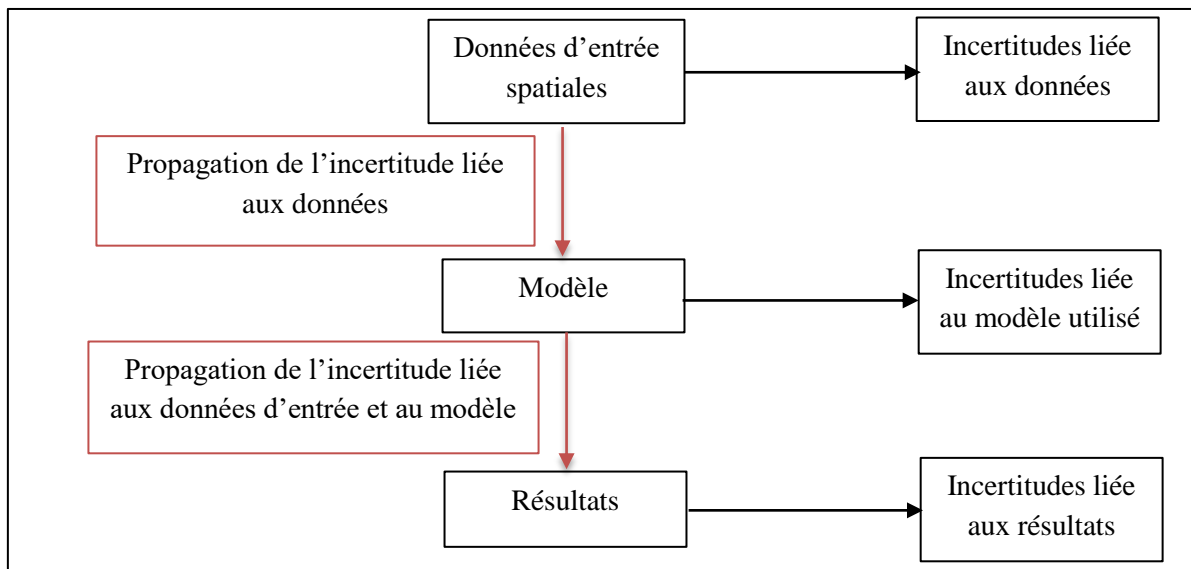 Données d’entrée
spatiales
Incertitudes liée
aux données
Propagation de l’incertitude liée
aux données
Modèle
Incertitudes liée
au modèle utilisé
Propagation de l’incertitude liée
aux données d’entrée et au modèle
Résultats
Incertitudes liée
aux résultats